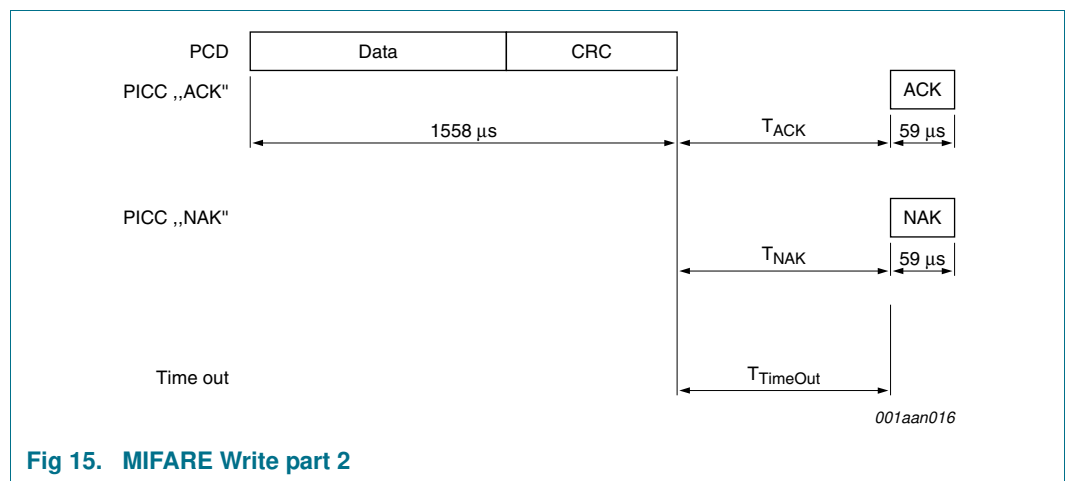 PCD Data CRC
PICC ,,ACK" ACK
1558 μs TACK 59 μs
PICC ,,NAK" NAK
TNAK 59 μs
Time out TTimeOut
001aan016
Fig 15. MIFARE Write part 2